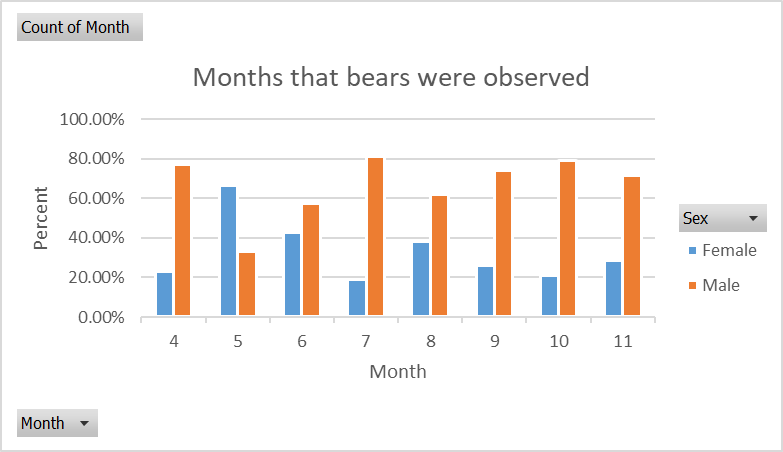 Count of Month
Months that bears were observed
100.00%
80.00%
60.00%
40.00%
20.00%
0.00%
Percent
4 5 6 7 8 9 10 11
Month
Sex
Female
Male
Month